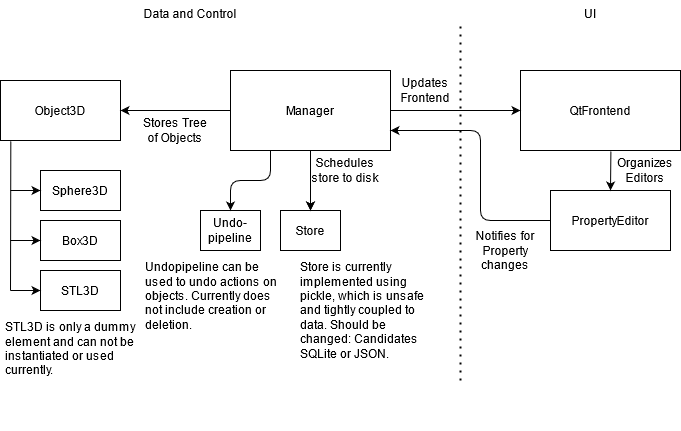 Data and Control
UI
Object3D
Stores Tree
of Objects
Manager
Updates
Frontend
QtFrontend
Sphere3D
Box3D
STL3D
STL3D is only a dummy
element and can not be
instantiated or used
currently.
Undo-
pipeline
Undopipeline can be
used to undo actions on
objects. Currently does
not include creation or
deletion.
Schedules
store to disk
Store
Store is currently
implemented using
pickle, which is unsafe
and tightly coupled to
data. Should be
changed: Candidates
SQLite or JSON.
Organizes
Editors
PropertyEditor
Notifies for
Property
changes